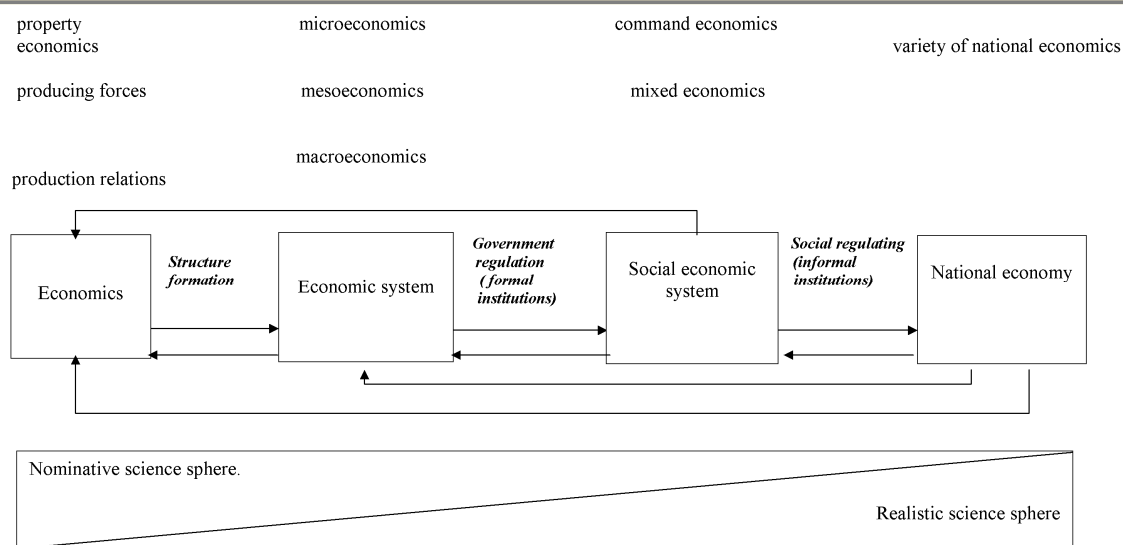 property
economics
microeconomics
command economics
variety of national economics
producing forces
mesoeconomics
mixed economics
macroeconomics
production relations
Economics
Structure
formation
Economic system
Government
regulation
( formal
institutions)
Social economic
system
Social regulating
(informal
institutions)
National economy
Nominative science sphere.
Realistic science sphere